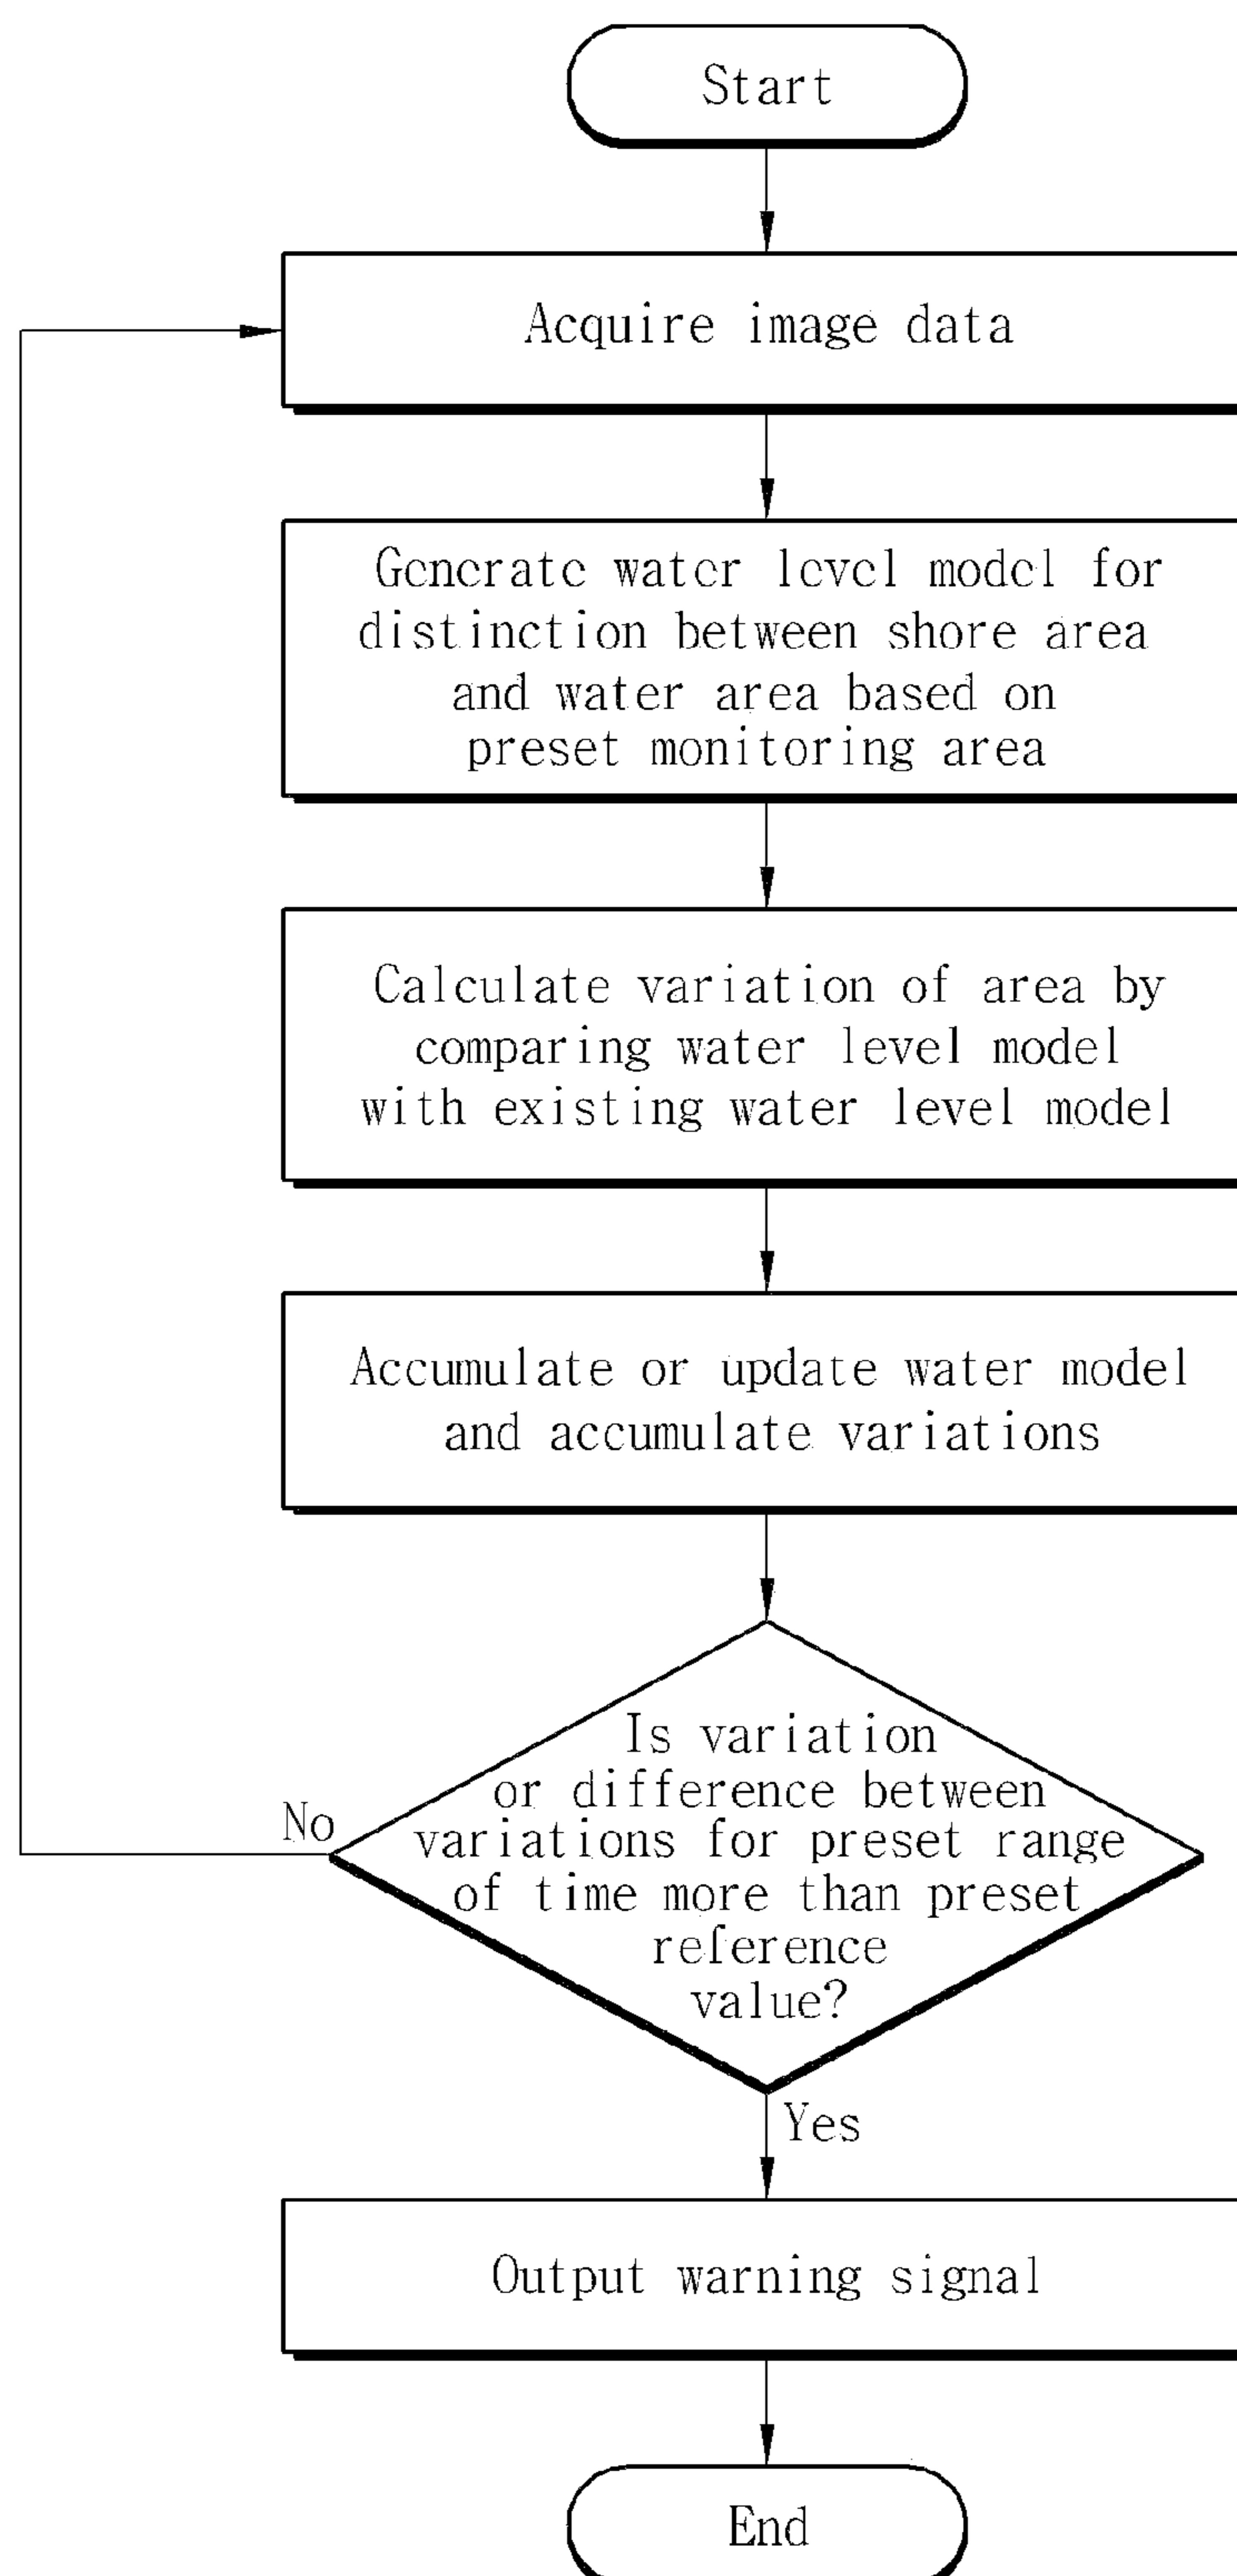 Start
Acquire image data
Generate water level model for
distinction between shore area
and water area based on
preset monitoring area
Calculate variation of area by
comparing water level model
with existing water level model
Accumulate or update water model
and accumulate variations
Is variation
or difference between
variations for preset range
of time more than preset
reference
value?
No
Yes
Output warning signal
End